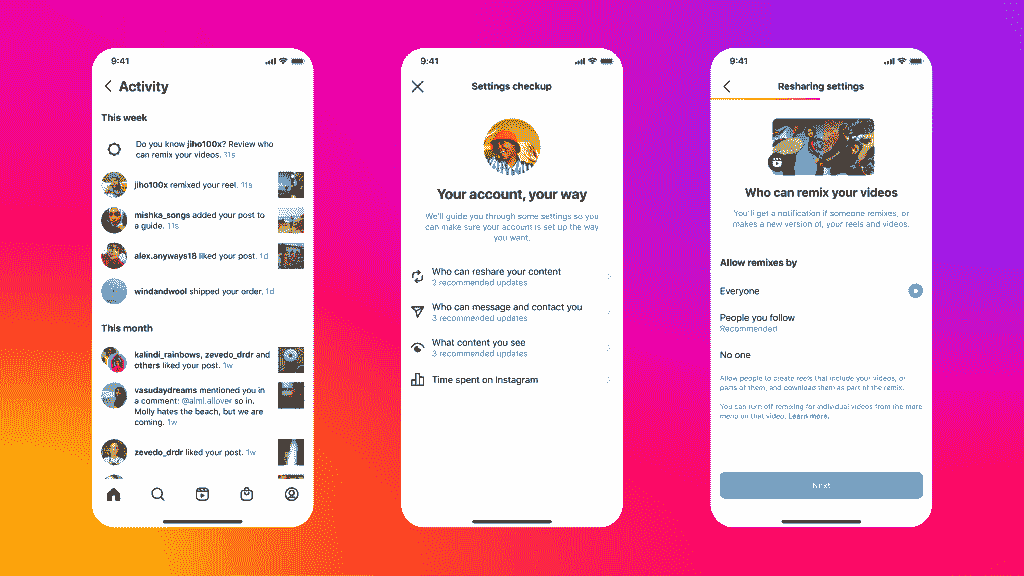 9:41
Activity
This week
Do you know jiho100x? Review who
can remix your videos. 11s
jiho100x remixed your reel. 11s
mishka_songs added your post to
a guide. 11s
alex.anyways18 liked your post. 1d
windandwool shipped your order. 1d
This month
kalindi_rainbows, zevedo_drdr and
others liked your post. 1w
vasudaydreams mentioned you in
a comment: @alml.allover so in.
Molly hates the beach, but we are
coming. 1w
zevedo_drdr liked your post. 1w
9:41
Settings checkup
Your account, your way
We'll guide you through some settings so you
can make sure your account is set up the way
you want.
Who can reshare your content
2 recommended updates
Who can message and contact you
3 recommended updates
What content you see
3 recommended updates
Time spent on Instagram
9:41
Resharing settings
Who can remix your videos
You'll get a notification if someone remixes, or
makes a new version of, your reels and videos.
Allow remixes by
Everyone
People you follow
Recommended
No one
Allow people to create reels that include your videos, or
parts of them, and download them as part of the remix.
You can turn off remixing for individual videos from the more
menu on that video. Learn more.
Next